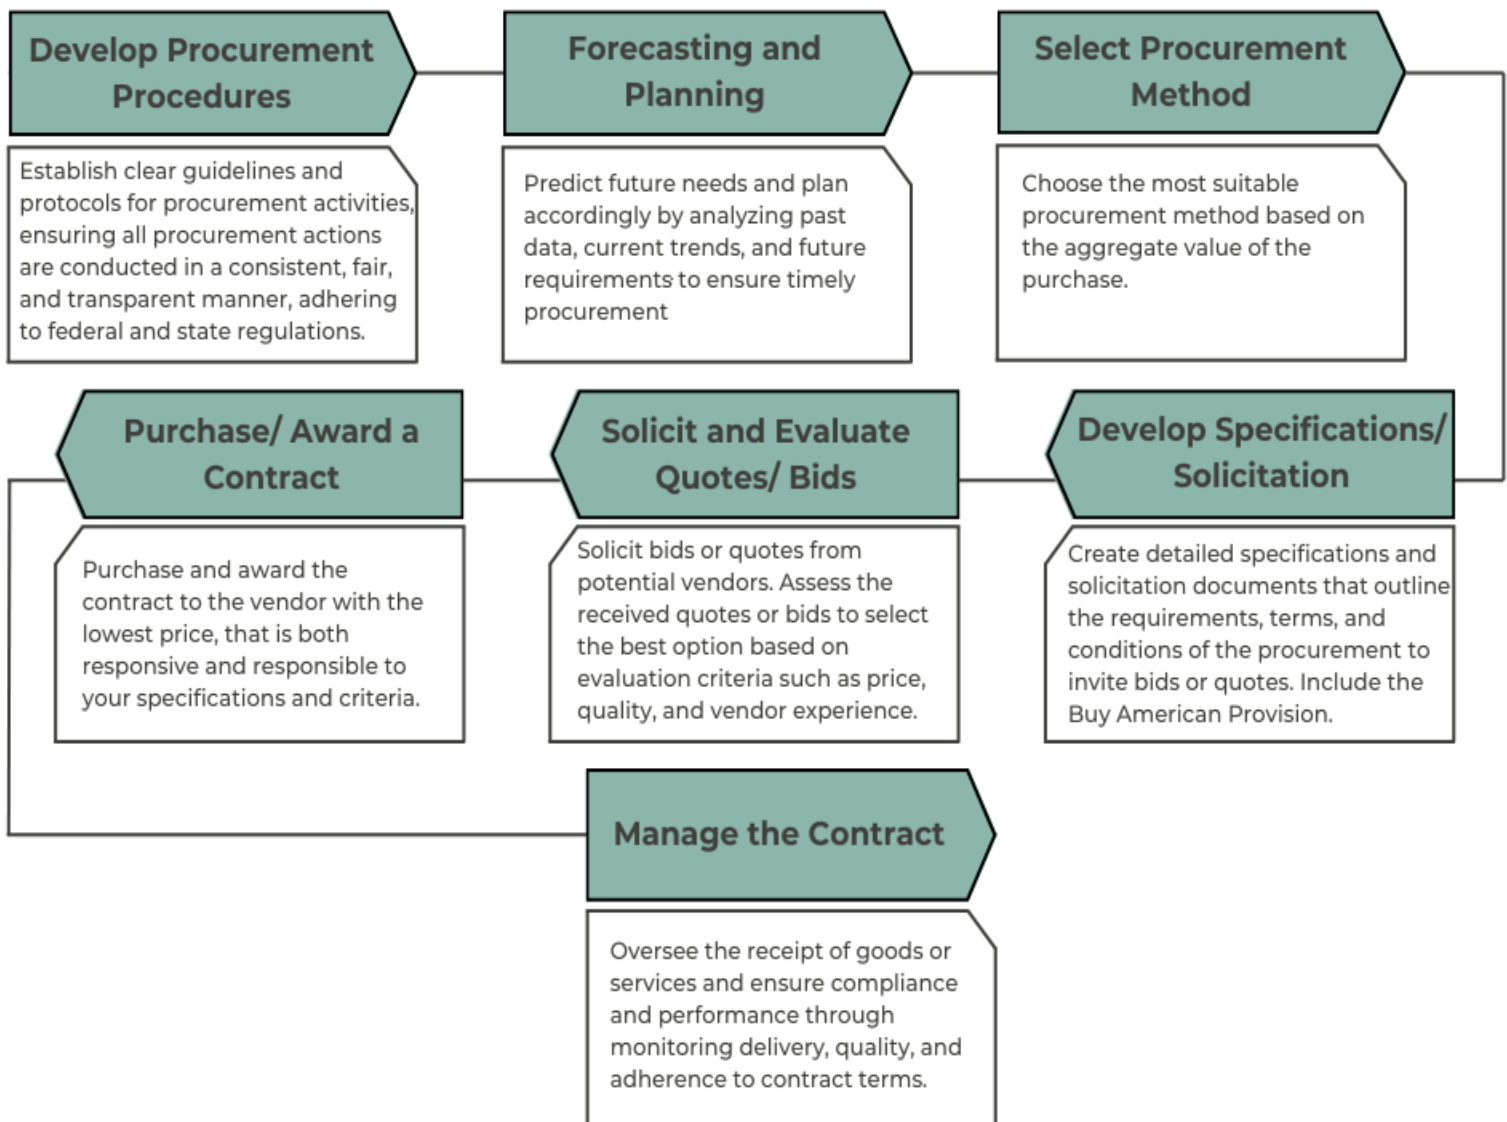 Develop Procurement
Procedures
Establish clear guidelines and
protocols for procurement activities,
ensuring all procurement actions
are conducted in a consistent, fair,
and transparent manner, adhering
to federal and state regulations.
Forecasting and
Planning
Predict future needs and plan
accordingly by analyzing past
data, current trends, and future
requirements to ensure timely
procurement
Select Procurement
Method
Choose the most suitable
procurement method based on
the aggregate value of the
purchase.
Develop Specifications/
Solicitation
Create detailed specifications and
solicitation documents that outline
the requirements, terms, and
conditions of the procurement to
invite bids or quotes. Include the
Buy American Provision.
Solicit and Evaluate
Quotes/ Bids
Solicit bids or quotes from
potential vendors. Assess the
received quotes or bids to select
the best option based on
evaluation criteria such as price,
quality, and vendor experience.
Purchase/ Award a
Contract
Purchase and award the
contract to the vendor with the
lowest price, that is both
responsive and responsible to
your specifications and criteria.
Manage the Contract
Oversee the receipt of goods or
services and ensure compliance
and performance through
monitoring delivery, quality, and
adherence to contract terms.